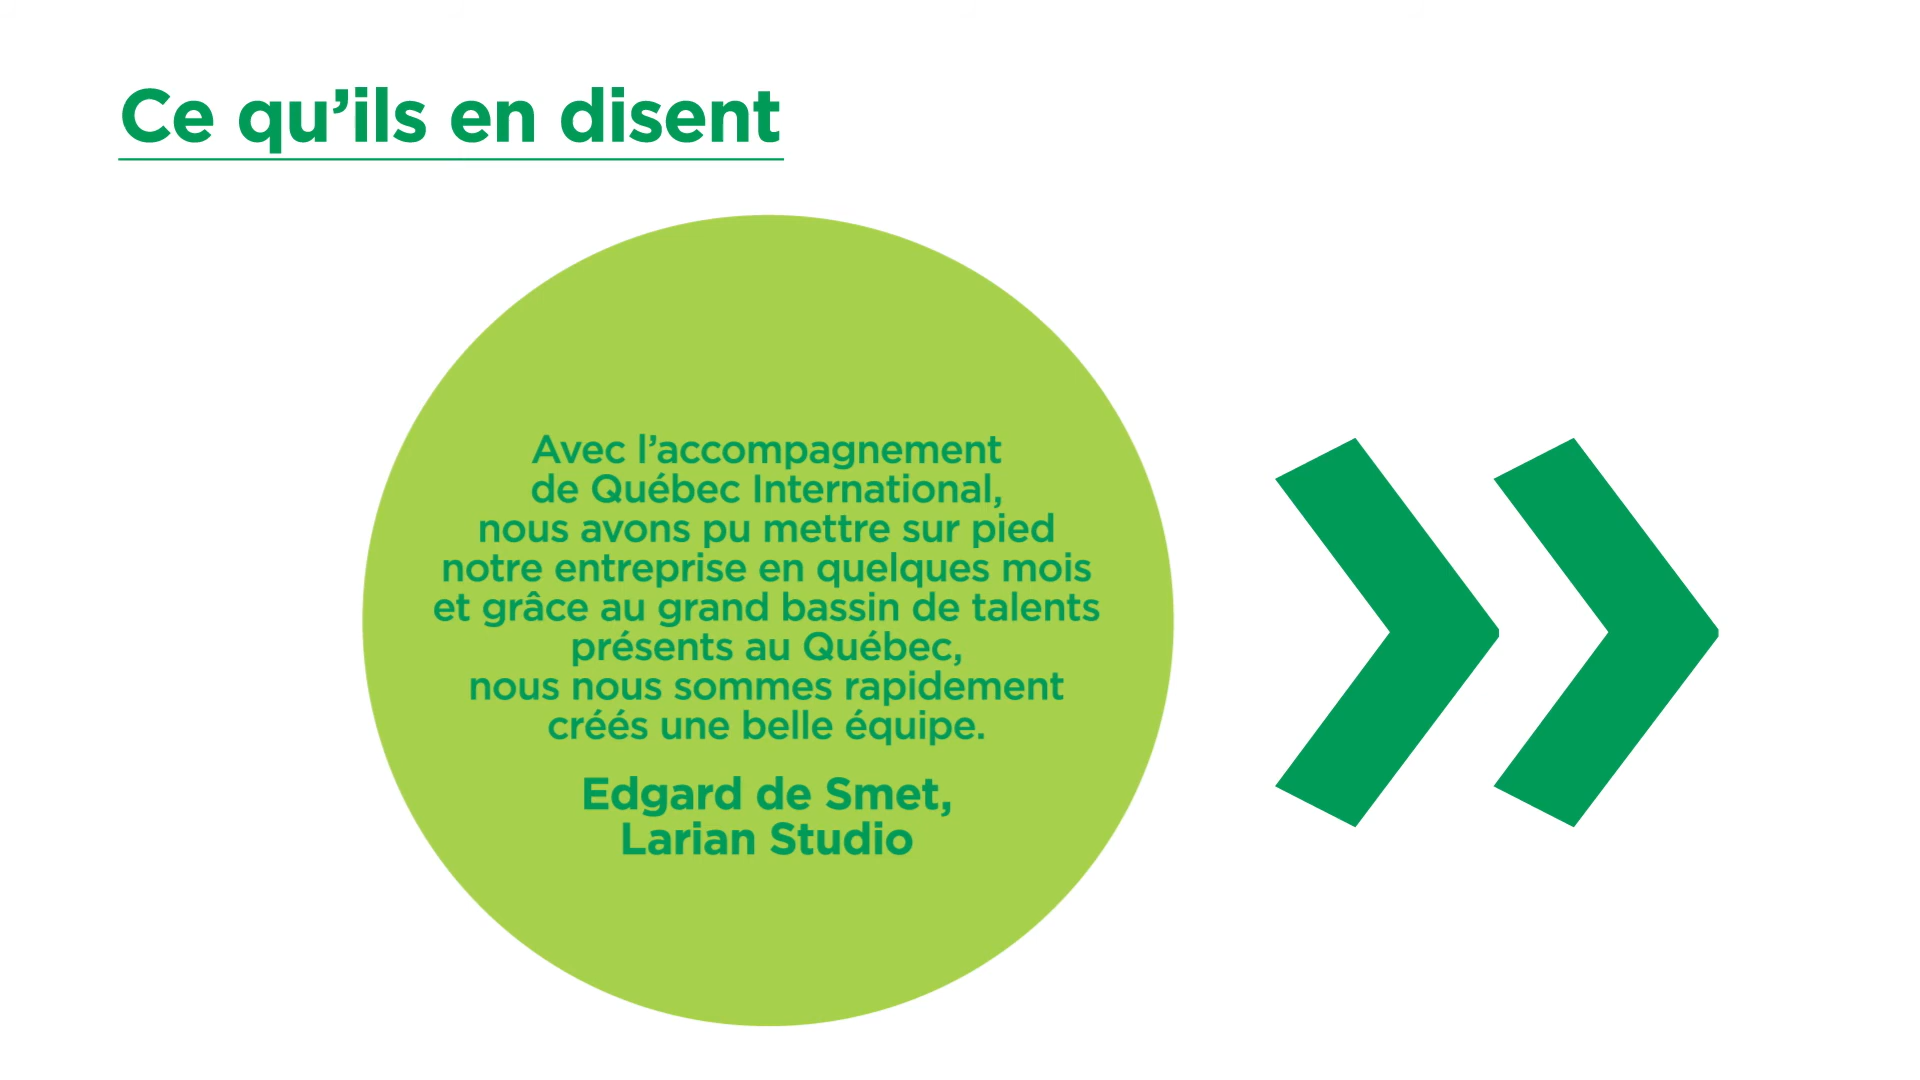 Ce qu’ils en disent
Avec l’accompagnement
de Québec International,
nous avons pu mettre sur pied
notre entreprise en quelques mois
et grâce au grand bassin de talents
présents au Québec,
nous nous sommes rapidement
créés une belle équipe.
Edgard de Smet,
Larian Studio